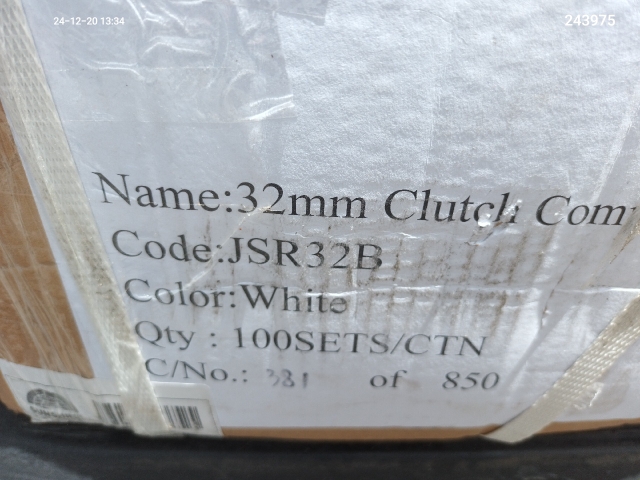 24-12-20 13:34
243975
Name:32mm Clutch Com
Code:JSR32B
Color:White
Qty : 100SETS/CTN
C/No.: 381 of 850